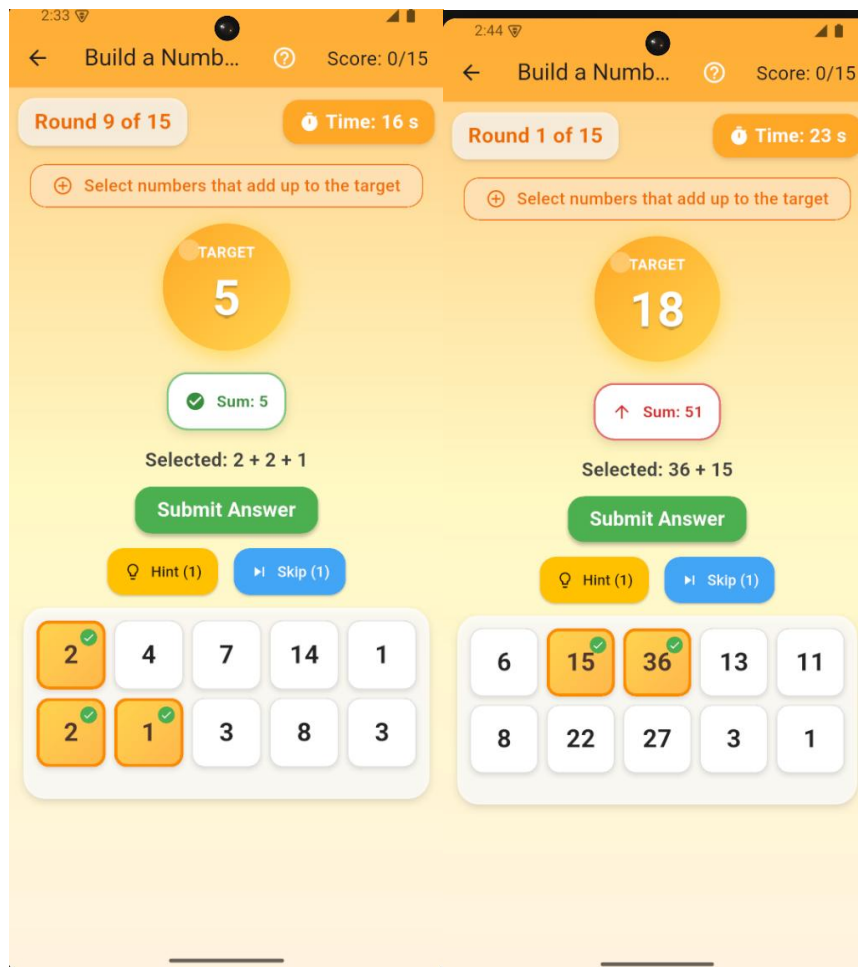 2:33
Build a Numb... Score: 0/15
Round 9 of 15 Time: 16 s
Select numbers that add up to the target
TARGET
5
Sum: 5
Selected: 2 + 2 + 1
Submit Answer
Hint (1) Skip (1)
2 4 7 14 1
2 1 3 8 3
2:44
Build a Numb... Score: 0/15
Round 1 of 15 Time: 23 s
Select numbers that add up to the target
TARGET
18
Sum: 51
Selected: 36 + 15
Submit Answer
Hint (1) Skip (1)
6 15 36 13 11
8 22 27 3 1